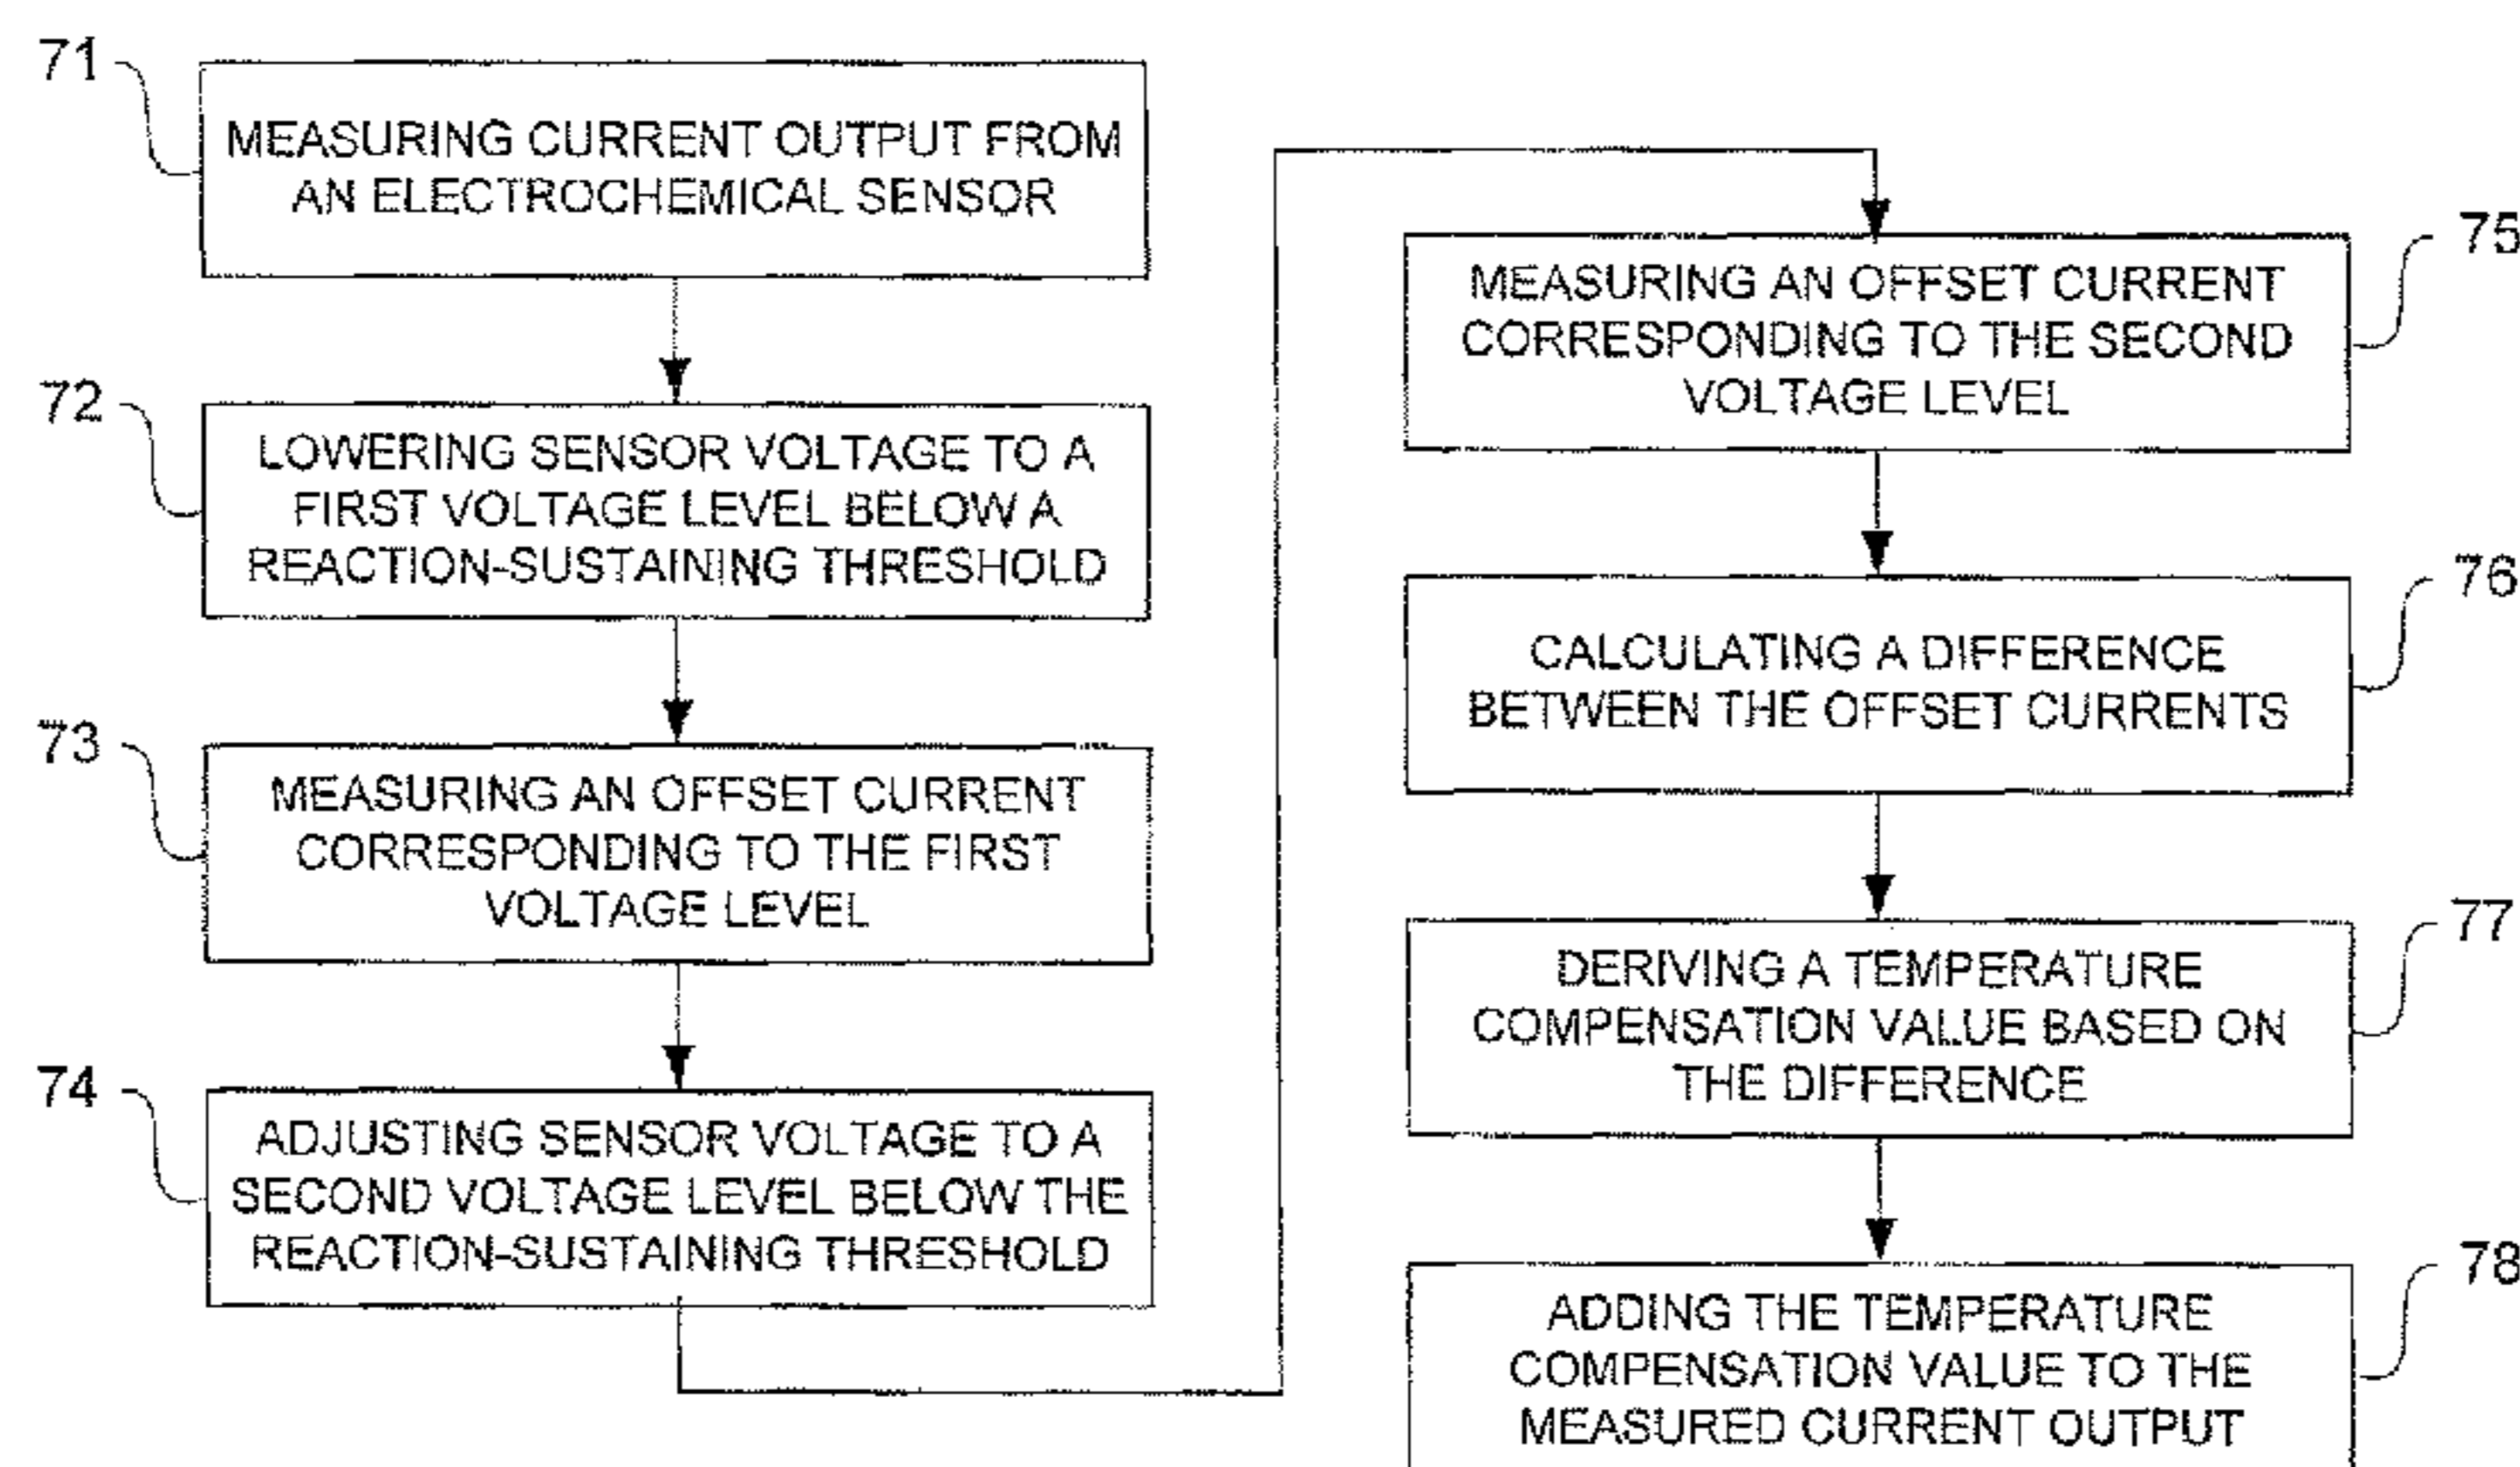 71
MEASURING CURRENT OUTPUT FROM
AN ELECTROCHEMICAL SENSOR
72
LOWERING SENSOR VOLTAGE TO A
FIRST VOLTAGE LEVEL BELOW A
REACTION-SUSTAINING THRESHOLD
73
MEASURING AN OFFSET CURRENT
CORRESPONDING TO THE FIRST
VOLTAGE LEVEL
74
ADJUSTING SENSOR VOLTAGE TO A
SECOND VOLTAGE LEVEL BELOW THE
REACTION-SUSTAINING THRESHOLD
75
MEASURING AN OFFSET CURRENT
CORRESPONDING TO THE SECOND
VOLTAGE LEVEL
76
CALCULATING A DIFFERENCE
BETWEEN THE OFFSET CURRENTS
77
DERIVING A TEMPERATURE
COMPENSATION VALUE BASED ON
THE DIFFERENCE
78
ADDING THE TEMPERATURE
COMPENSATION VALUE TO THE
MEASURED CURRENT OUTPUT